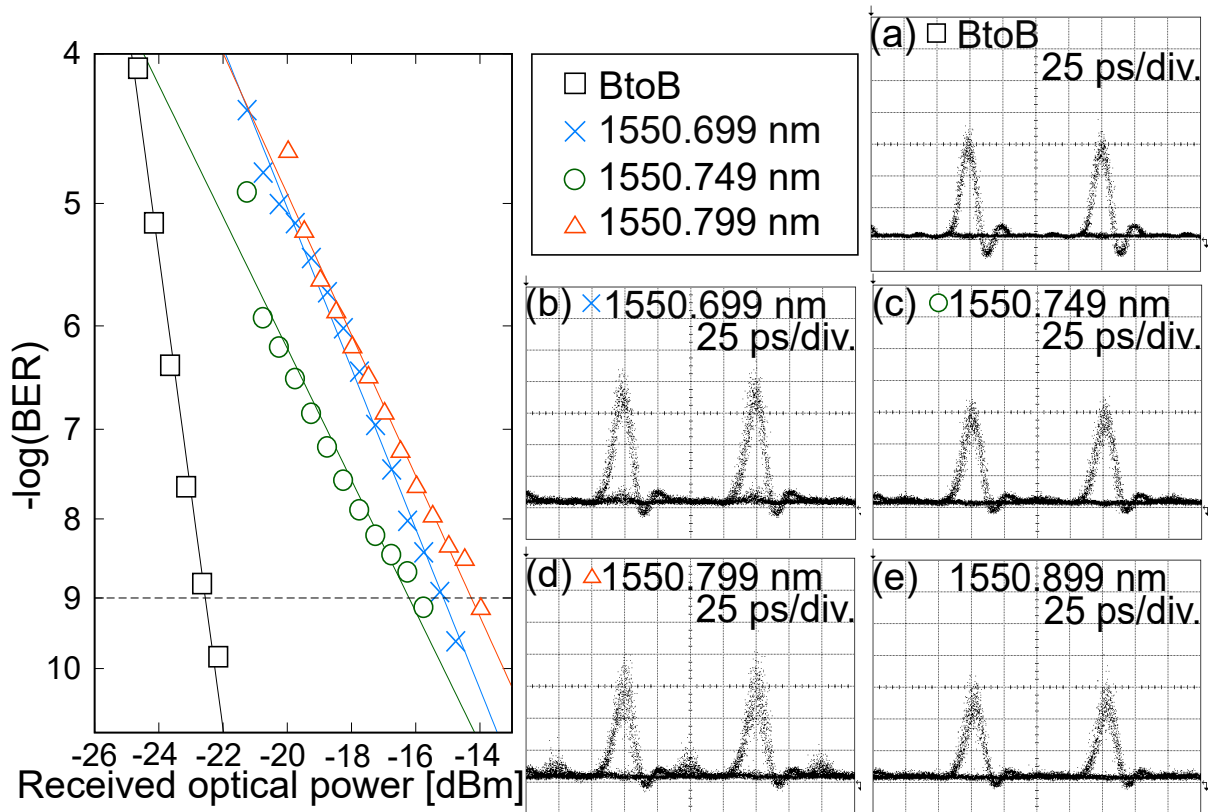 4
5
6
7
8
9
10
-log(BER)
-26
-24
-22
-20
-18
-16
-14
Received optical power [dBm]
BtoB
1550.699 nm
1550.749 nm
1550.799 nm
(a) BtoB
25 ps/div.
(b) 1550.699 nm
25 ps/div.
(c) 1550.749 nm
25 ps/div.
(d) 1550.799 nm
25 ps/div.
(e) 1550.899 nm
25 ps/div.